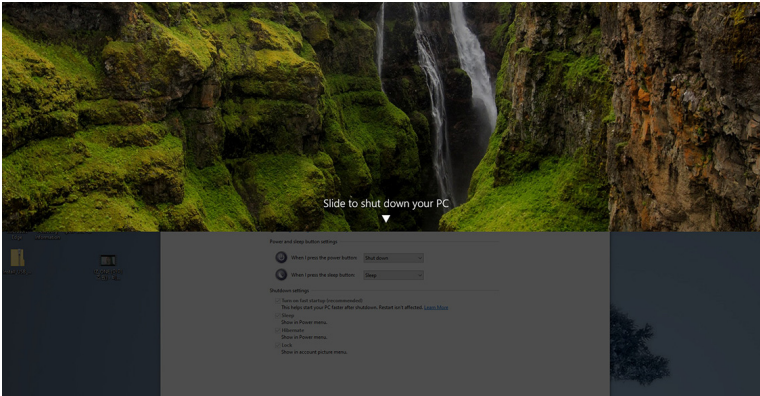 Slide to shut down your PC
Power and sleep button settings
When I press the power button:
Shut down
When I press the sleep button:
Sleep
Shutdown settings
Turn on fast startup (recommended)
This helps start your PC faster after shutdown. Restart isn't affected. Learn More
Sleep
Show in Power menu.
Hibernate
Show in Power menu.
Lock
Show in account picture menu.